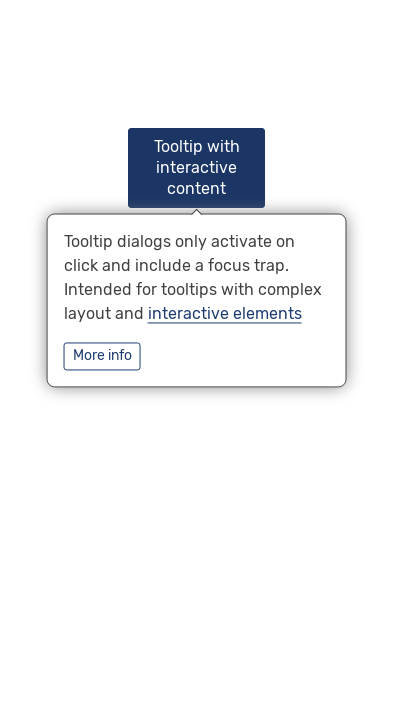 Tooltip with
interactive
content
Tooltip dialogs only activate on
click and include a focus trap.
Intended for tooltips with complex
layout and interactive elements
More info